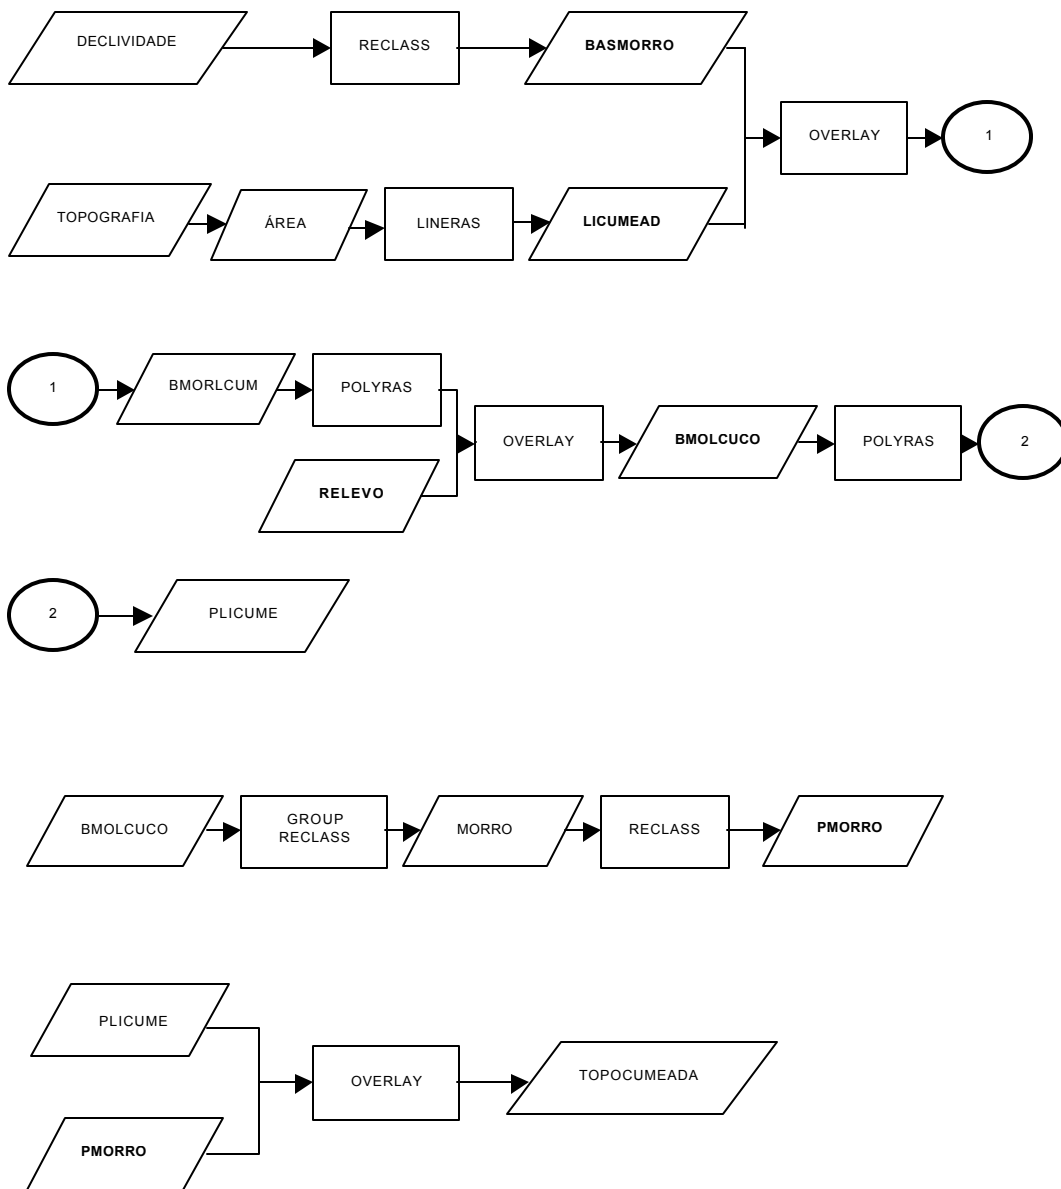 DECLIVIDADE
RECLASS
BASMORRO
OVERLAY
1
TOPOGRAFIA
ÁREA
LINERAS
LICUMEAD
1
BMORLCUM
POLYRAS
OVERLAY
BMOLCUCO
POLYRAS
2
RELEVO
2
PLICUME
BMOLCUCO
GROUP
RECLASS
MORRO
RECLASS
PMORRO
PLICUME
OVERLAY
TOPOCUMEADA
PMORRO